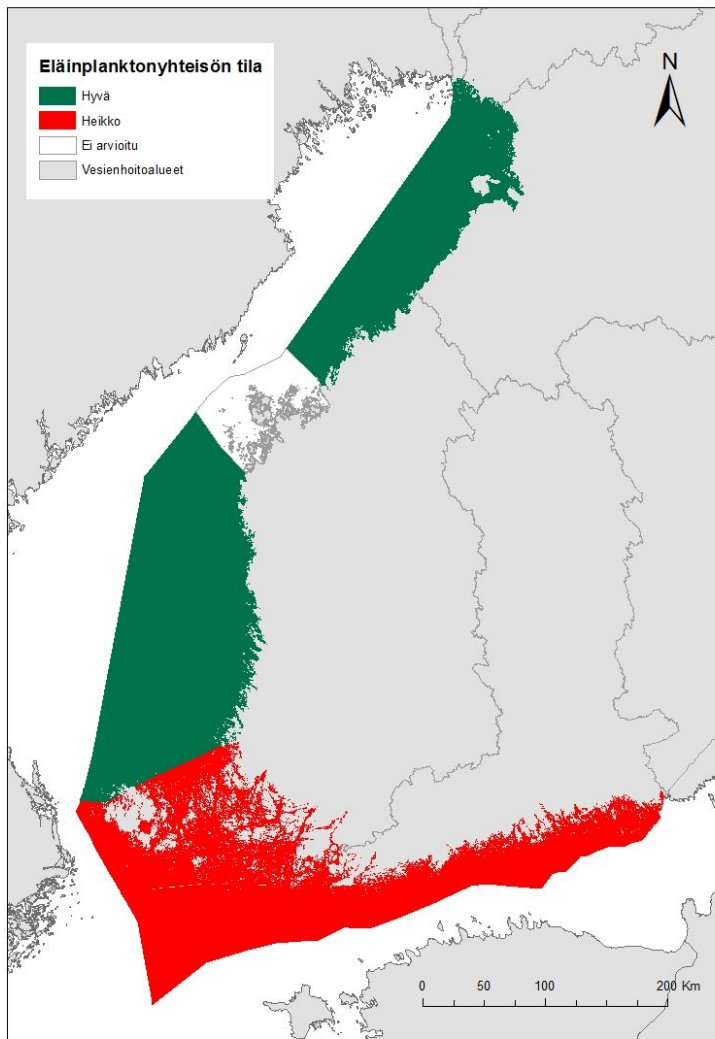 Eläinplanktonyhteisön tila
Hyvä
Heikko
Ei arvioitu
Vesienhoitoalueet
N
0 50 100 200 Km